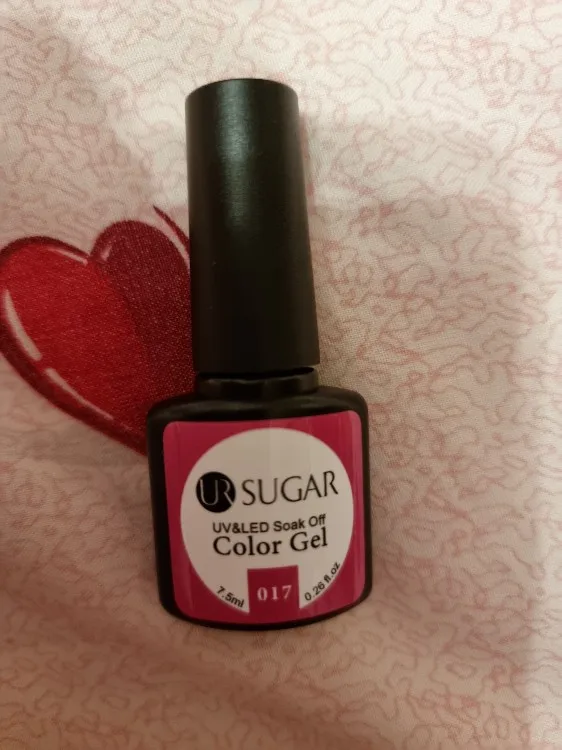 UR SUGAR
UV&LED Soak Off
Color Gel
7.5ml 017 0.26 fl.oz